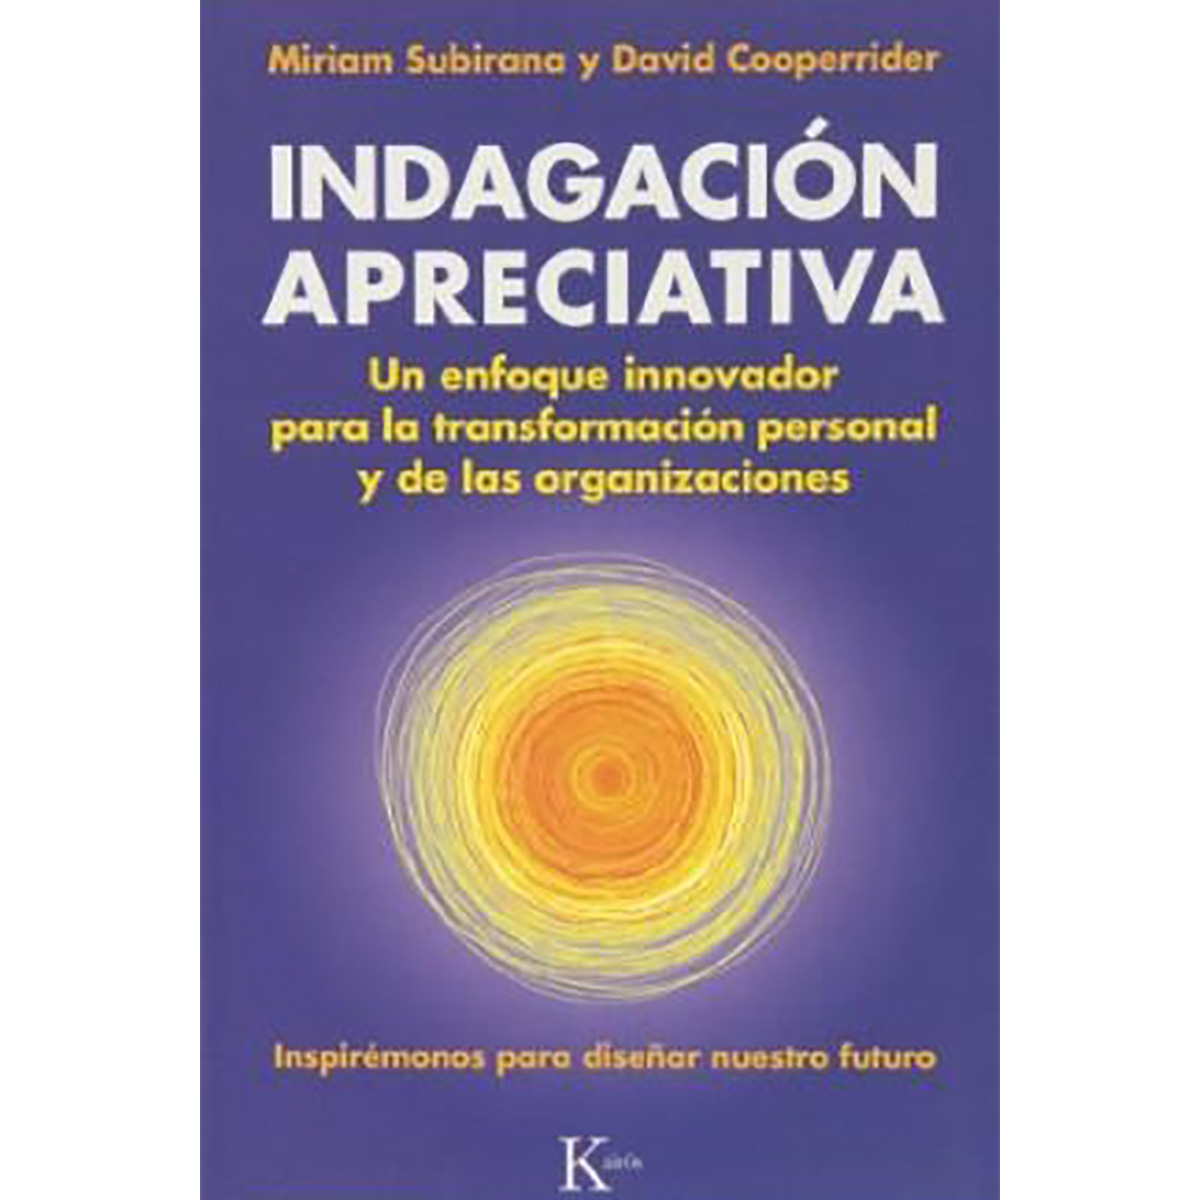 Miriam Subirana y David Cooperrider
INDAGACIÓN
APRECIATIVA
Un enfoque innovador
para la transformación personal
y de las organizaciones
Inspirémonos para diseñar nuestro futuro
Kairós